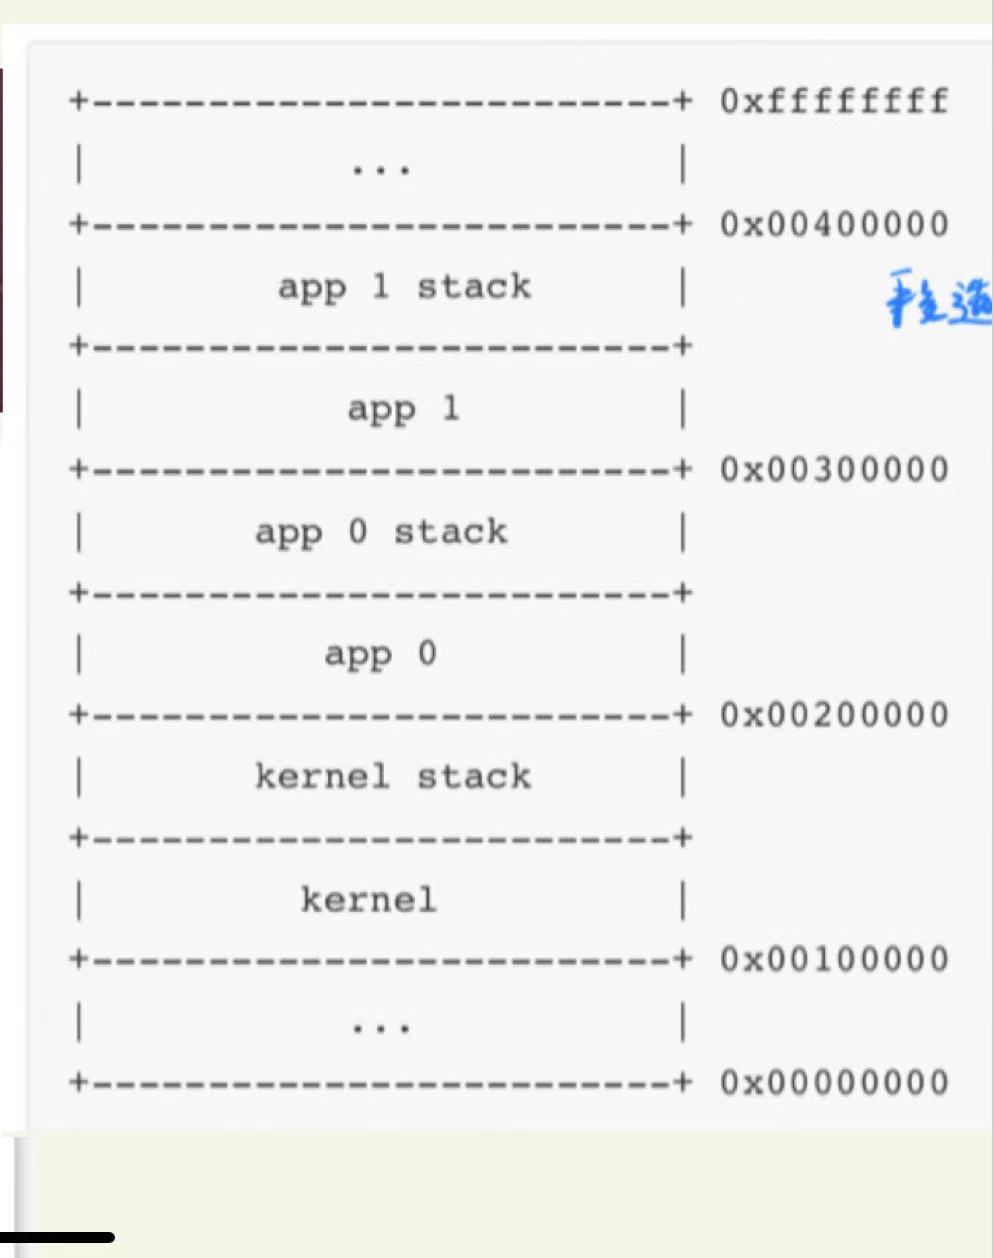 +-------------------------+ 0xffffffff
| ... |
+-------------------------+ 0x00400000
| app 1 stack |
+-------------------------+
| app 1 |
+-------------------------+ 0x00300000
| app 0 stack |
+-------------------------+
| app 0 |
+-------------------------+ 0x00200000
| kernel stack |
+-------------------------+
| kernel |
+-------------------------+ 0x00100000
| ... |
+-------------------------+ 0x00000000